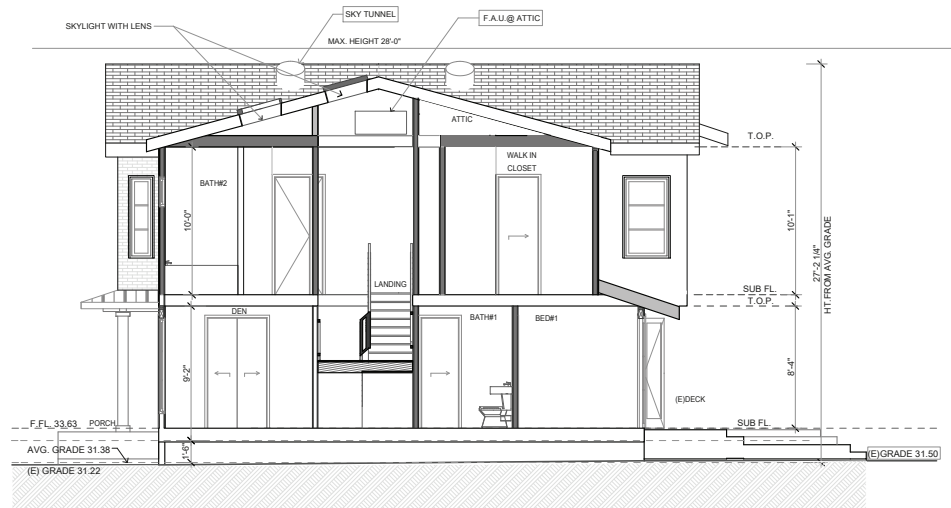 SKY TUNNEL
F.A.U.@ ATTIC
SKYLIGHT WITH LENS
MAX. HEIGHT 28'-0"
ATTIC
T.O.P.
WALK IN
CLOSET
BATH#2
10'-0"
10'-1"
27'-2 1/4"
HT.FROM AVG. GRADE
LANDING
SUB FL.
T.O.P.
DEN
BATH#1
BED#1
9'-2"
8'-4"
(E)DECK
F.FL. 33.63
PORCH
SUB FL.
AVG. GRADE 31.38
1'-6"
(E)GRADE 31.50
(E) GRADE 31.22